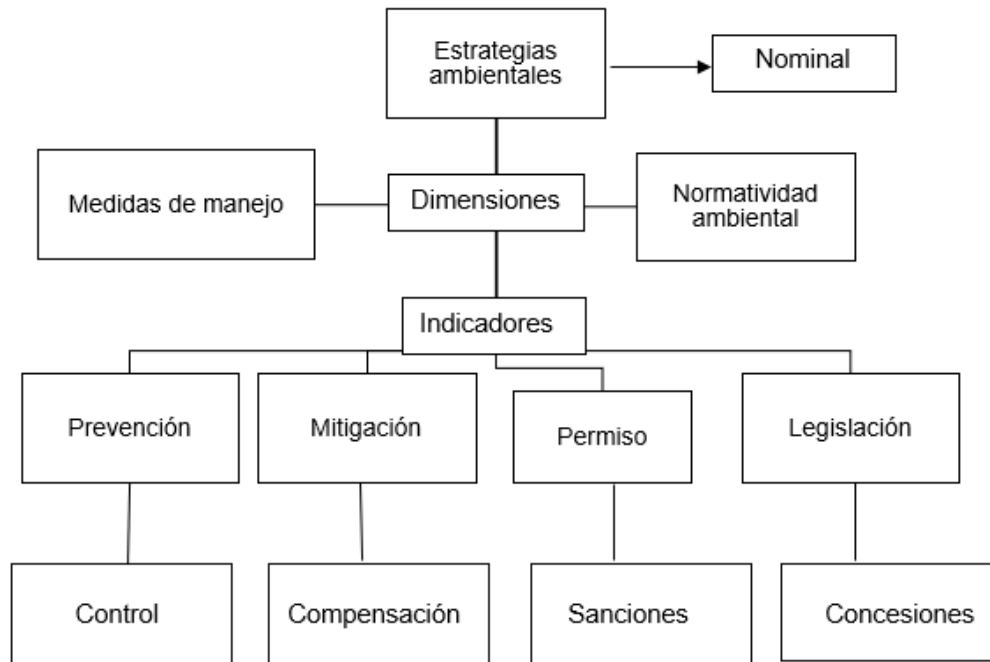 Estrategias
ambientales
Nominal
Medidas de manejo
Dimensiones
Normatividad
ambiental
Indicadores
Prevención
Mitigación
Permiso
Legislación
Control
Compensación
Sanciones
Concesiones